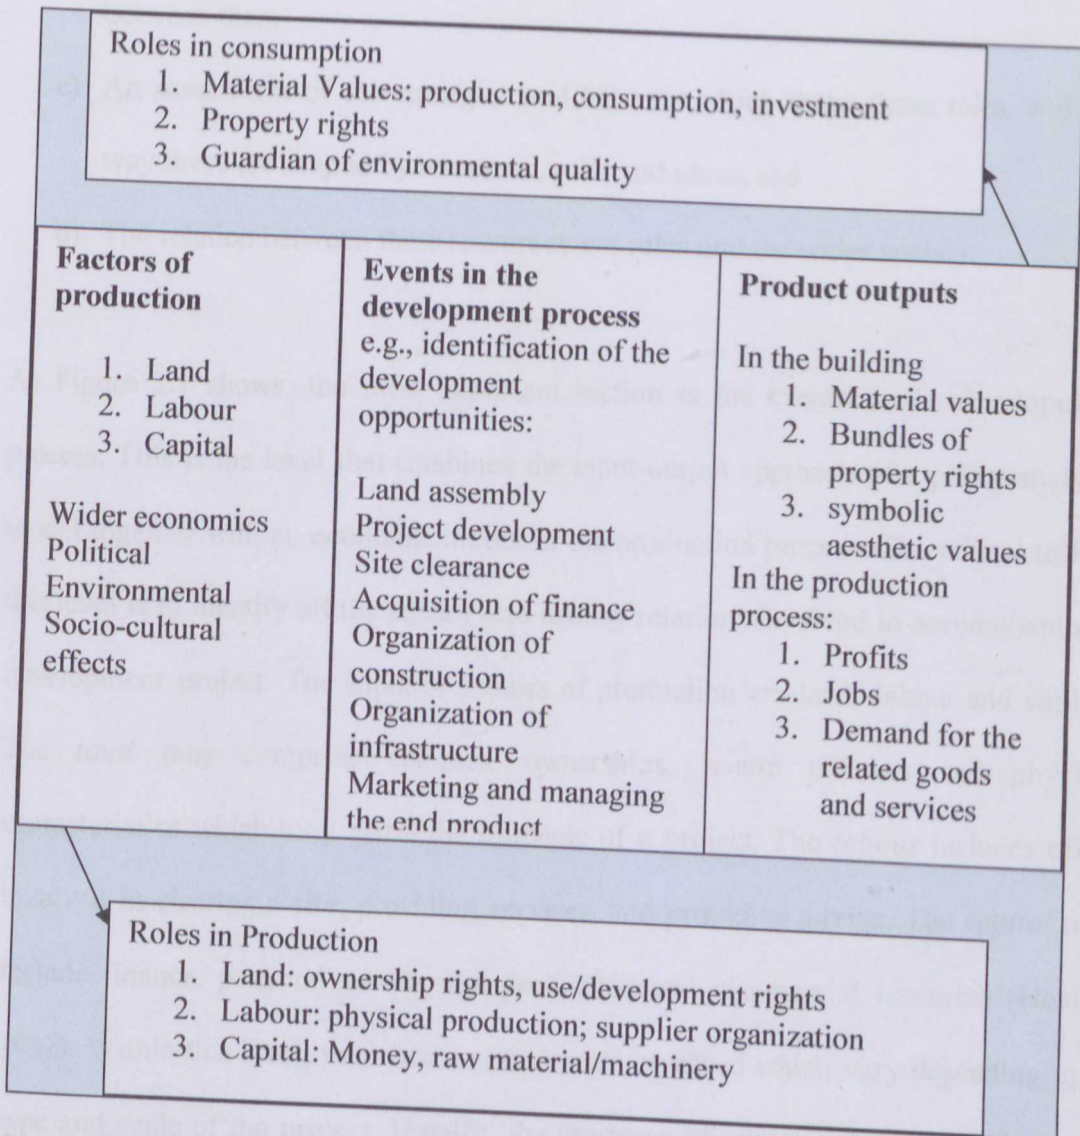 Roles in consumption
1. Material Values: production, consumption, investment
2. Property rights
3. Guardian of environmental quality
Factors of
production
1. Land
2. Labour
3. Capital
Wider economics
Political
Environmental
Socio-cultural
effects
Events in the
development process
e.g., identification of the
development
opportunities:
Land assembly
Project development
Site clearance
Acquisition of finance
Organization of
construction
Organization of
infrastructure
Marketing and managing
the end product
Product outputs
In the building
1. Material values
2. Bundles of
property rights
3. symbolic
aesthetic values
In the production
process:
1. Profits
2. Jobs
3. Demand for the
related goods
and services
Roles in Production
1. Land: ownership rights, use/development rights
2. Labour: physical production; supplier organization
3. Capital: Money, raw material/machinery